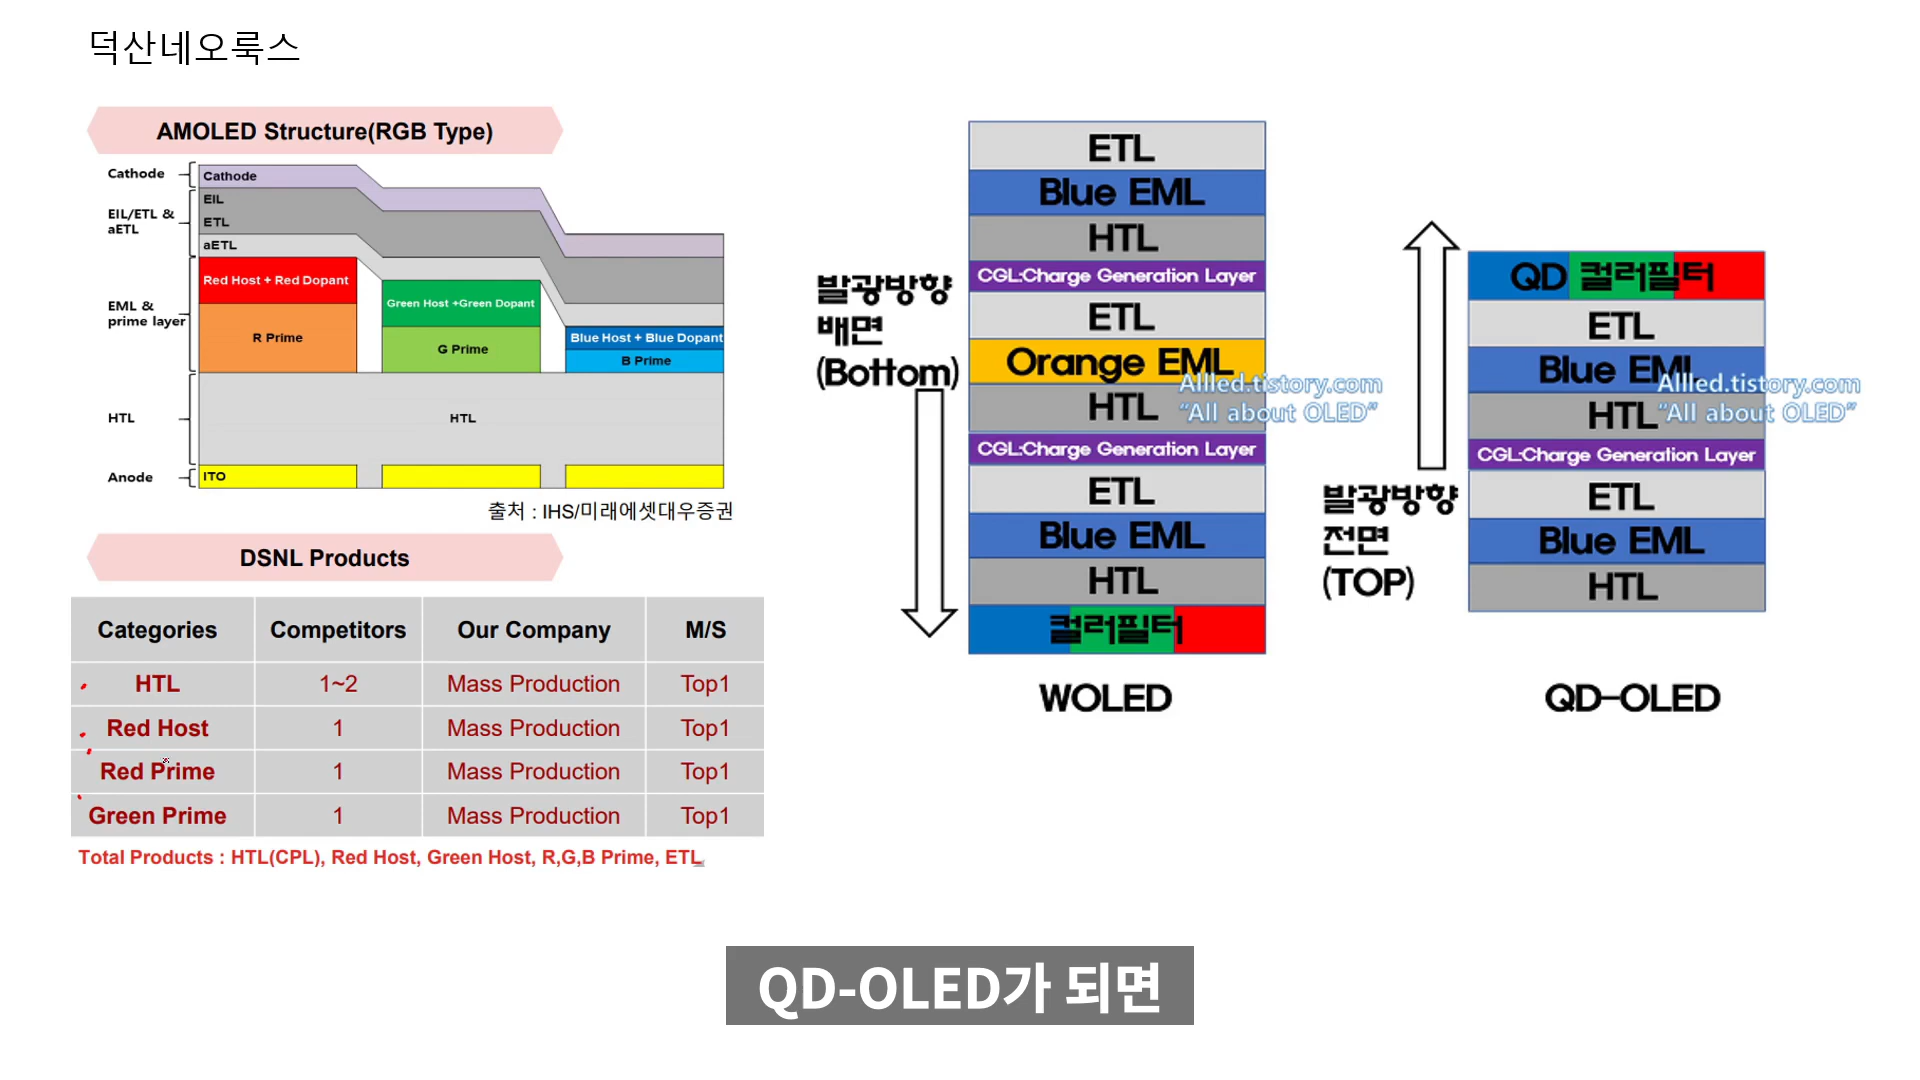 덕산네오룩스
AMOLED Structure(RGB Type)
Cathode
EIL/ETL &
aETL
EML &
prime layer
HTL
Anode
Cathode
EIL
ETL
aETL
Red Host + Red Dopant
R Prime
Green Host +Green Dopant
G Prime
Blue Host + Blue Dopant
B Prime
HTL
ITO
출처 : IHS/미래에셋대우증권
DSNL Products
Categories Competitors Our Company M/S
HTL 1~2 Mass Production Top1
Red Host 1 Mass Production Top1
Red Prime 1 Mass Production Top1
Green Prime 1 Mass Production Top1
Total Products : HTL(CPL), Red Host, Green Host, R,G,B Prime, ETL
발광방향
배면
(Bottom)
ETL
Blue EML
HTL
CGL:Charge Generation Layer
ETL
Orange EML
HTL
CGL:Charge Generation Layer
ETL
Blue EML
HTL
컬러필터
Allled.tistory.com
“All about OLED”
WOLED
발광방향
전면
(TOP)
QD 컬러필터
ETL
Blue EML
HTL
CGL:Charge Generation Layer
ETL
Blue EML
HTL
Allled.tistory.com
“All about OLED”
QD-OLED
QD-OLED가 되면